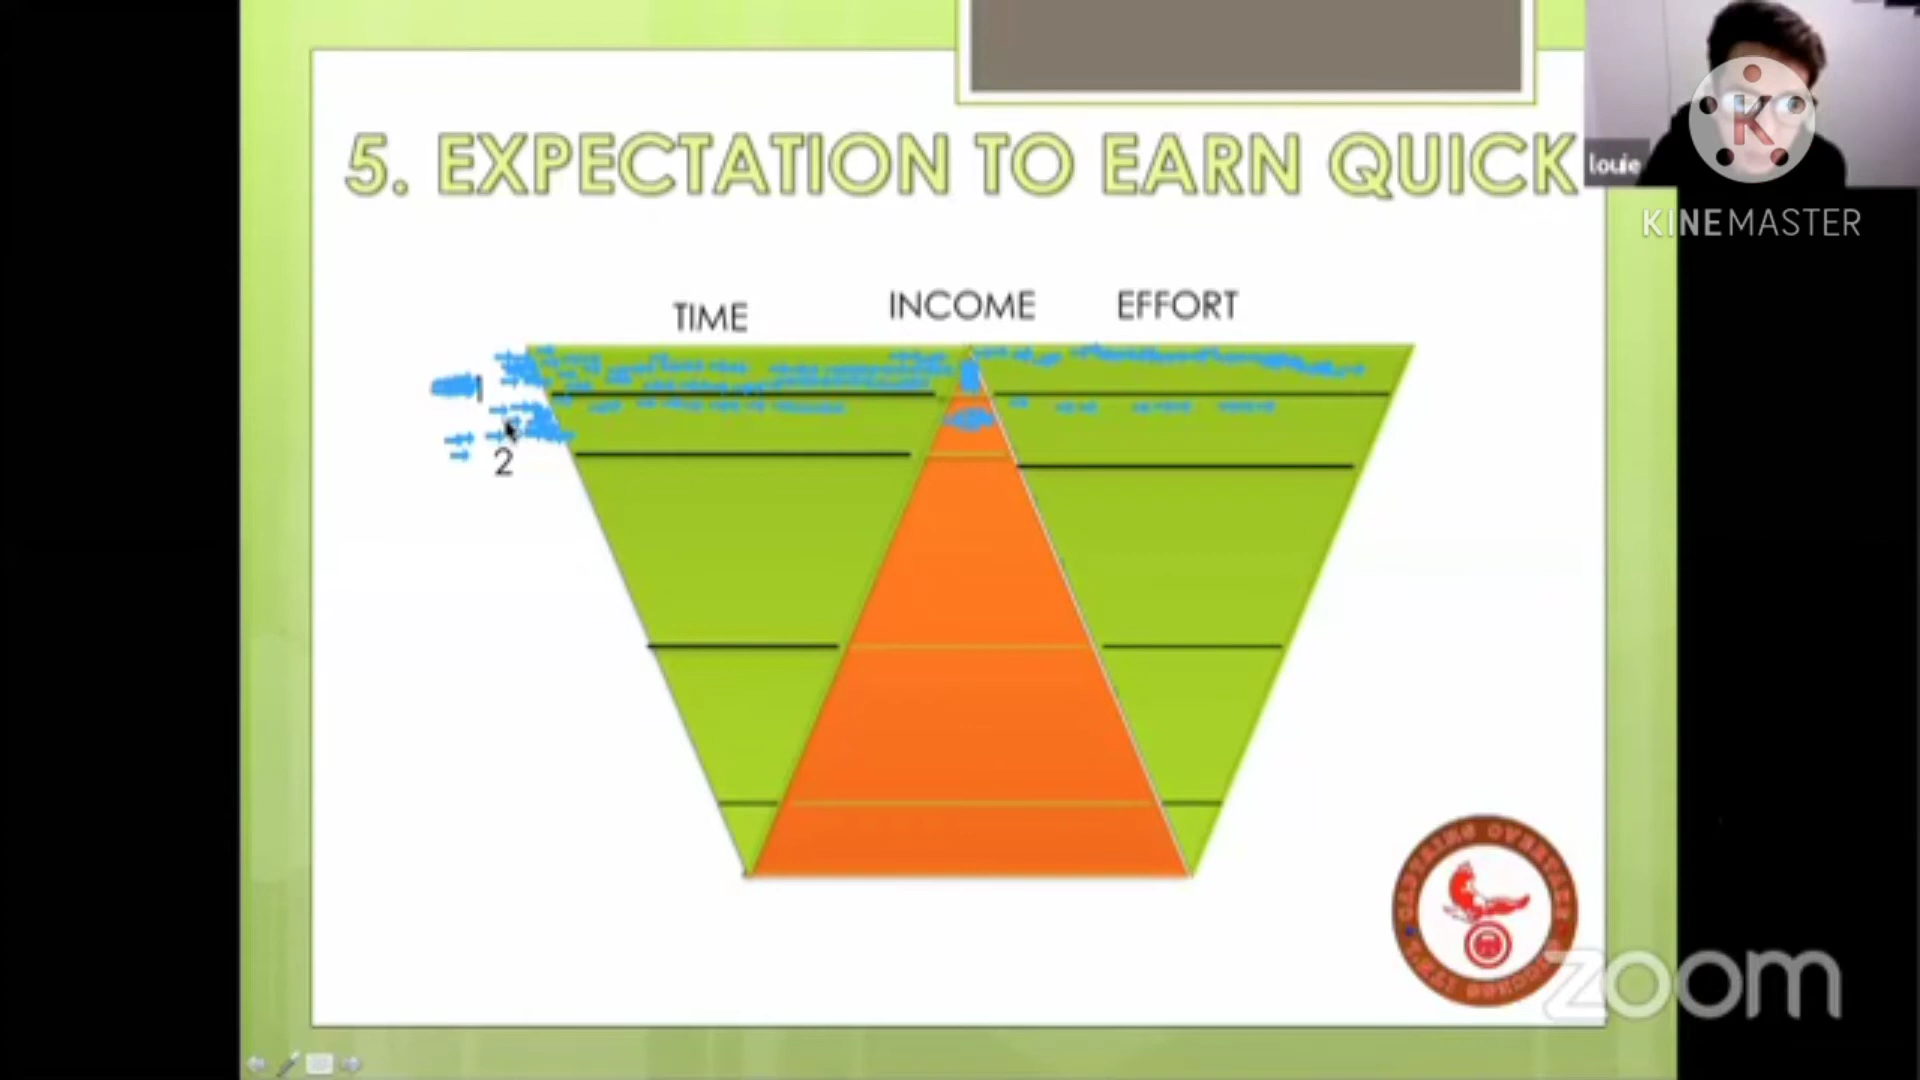 5. EXPECTATION TO EARN QUICK
louie
K
KINEMASTER
TIME
INCOME
EFFORT
1
2
zoom